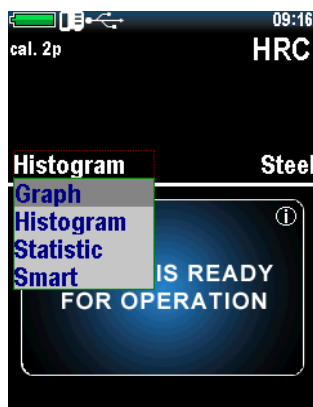 09:16
cal. 2p HRC
Histogram Steel
Graph
Histogram
Statistic
Smart
IS READY
FOR OPERATION